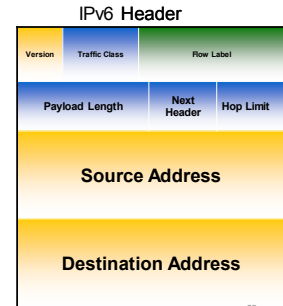 IPv6 Header
Version Traffic Class Flow Label
Payload Length Next Header Hop Limit
Source Address
Destination Address